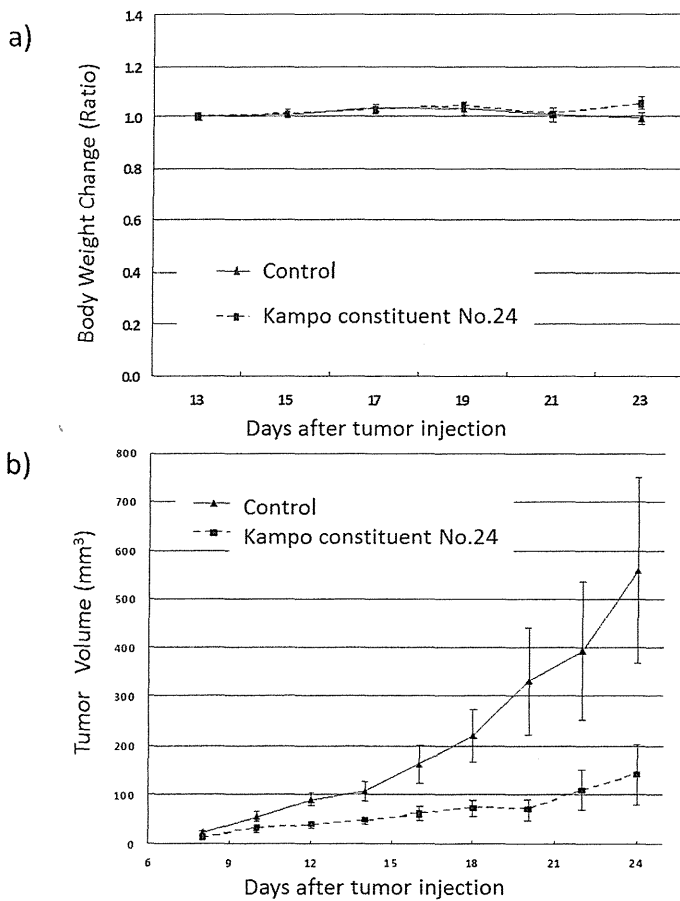 a)
Body Weight Change (Ratio)
1.4
1.2
1.0
0.8
0.6
0.4
0.2
0.0
Control
Kampo constituent No.24
13 15 17 19 21 23
Days after tumor injection
b)
Tumor Volume (mm³)
800
700
600
500
400
300
200
100
0
Control
Kampo constituent No.24
6 9 12 15 18 21 24
Days after tumor injection